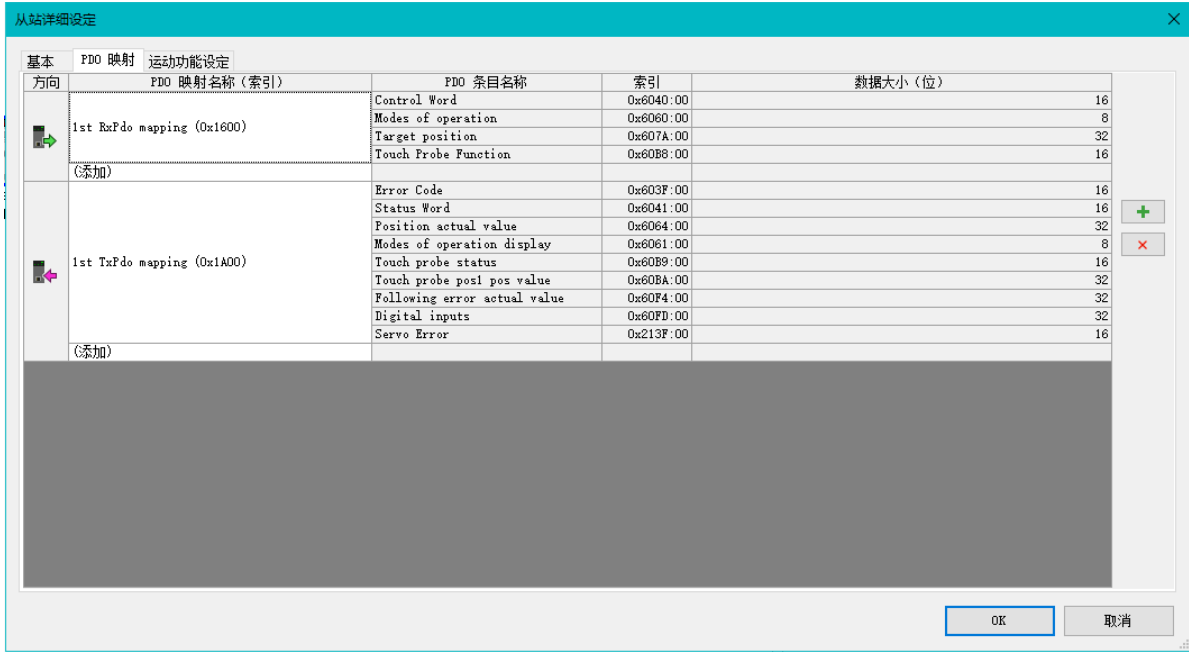 从站详细设定
基本 PDO 映射 运动功能设定
方向 PDO 映射名称（索引） PDO 条目名称 索引 数据大小（位）
1st RxPdo mapping (0x1600)
Control Word 0x6040:00 16
Modes of operation 0x6060:00 8
Target position 0x607A:00 32
Touch Probe Function 0x60B8:00 16
(添加)
1st TxPdo mapping (0x1A00)
Error Code 0x603F:00 16
Status Word 0x6041:00 16
Position actual value 0x6064:00 32
Modes of operation display 0x6061:00 8
Touch probe status 0x60B9:00 16
Touch probe pos1 pos value 0x60BA:00 32
Following error actual value 0x60F4:00 32
Digital inputs 0x60FD:00 32
Servo Error 0x213F:00 16
(添加)
OK 取消